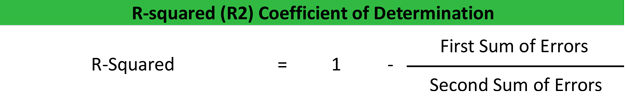 R-squared (R2) Coefficient of Determination
First Sum of Errors
R-Squared = 1 -
Second Sum of Errors